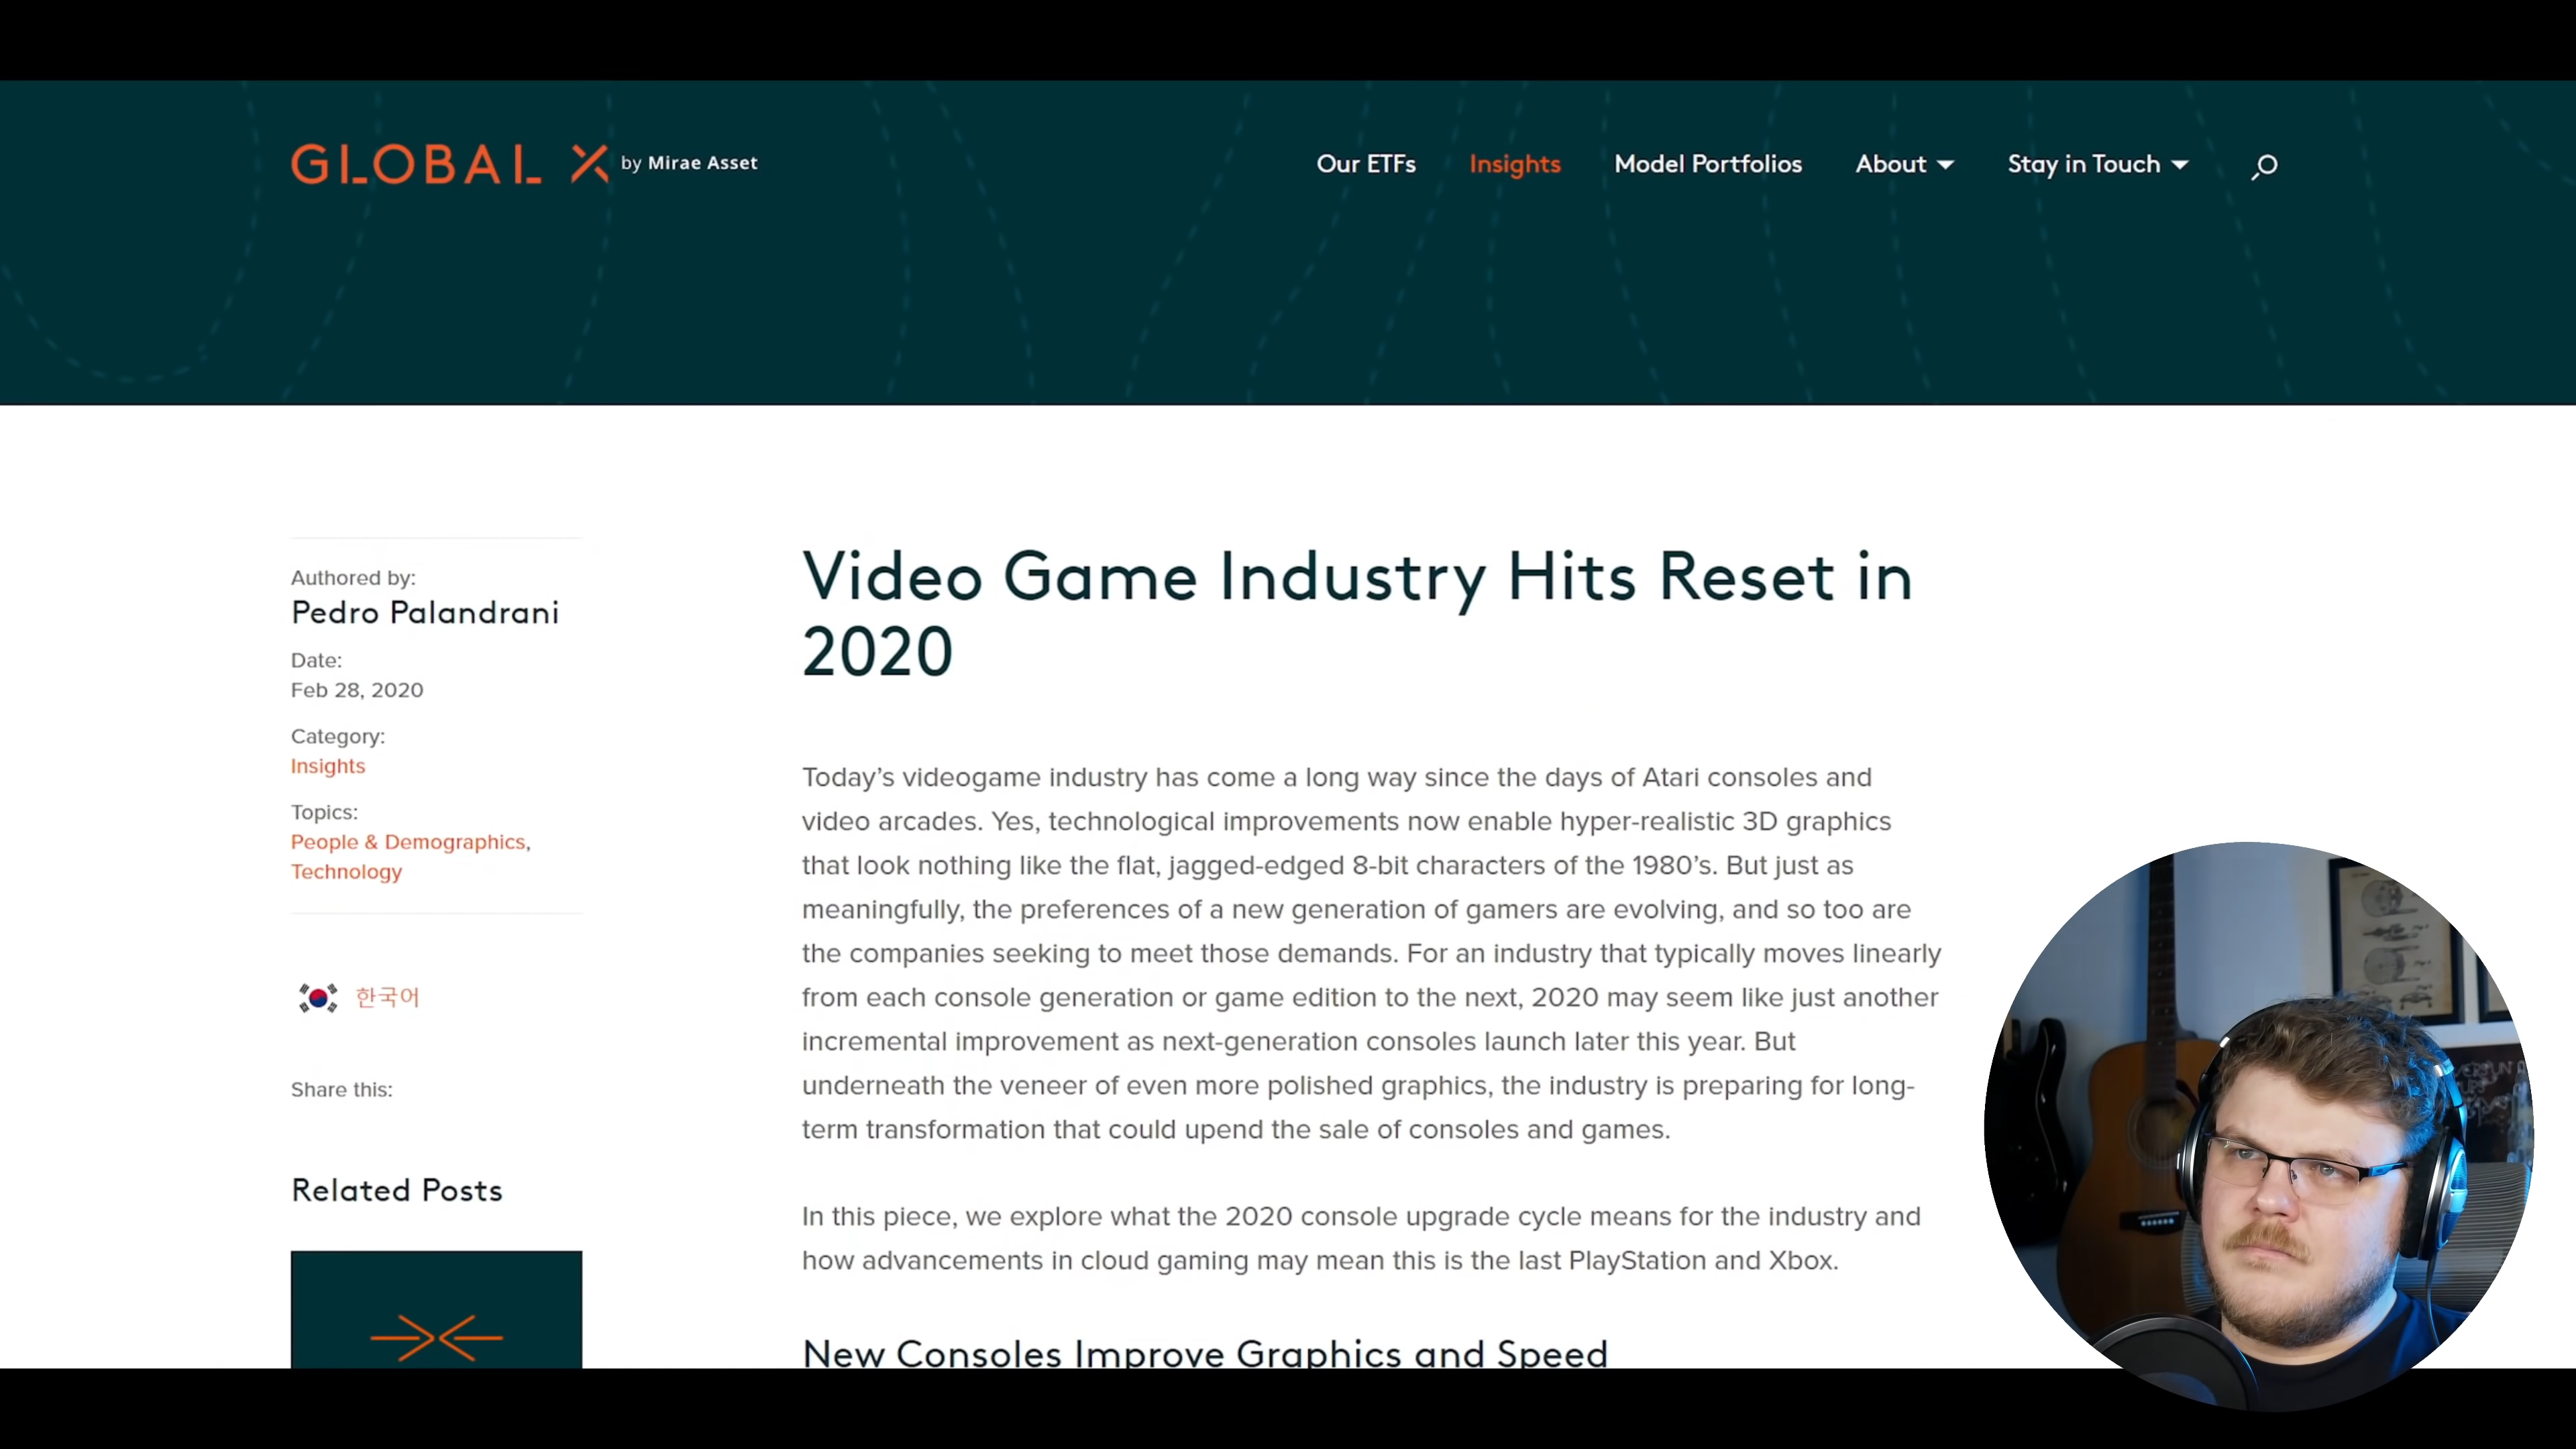 GLOBAL X by Mirae Asset
Our ETFs Insights Model Portfolios About Stay in Touch
Authored by:
Pedro Palandrani
Date:
Feb 28, 2020
Category:
Insights
Topics:
People & Demographics,
Technology
한국어
Share this:
Related Posts
Video Game Industry Hits Reset in
2020
Today’s videogame industry has come a long way since the days of Atari consoles and
video arcades. Yes, technological improvements now enable hyper-realistic 3D graphics
that look nothing like the flat, jagged-edged 8-bit characters of the 1980’s. But just as
meaningfully, the preferences of a new generation of gamers are evolving, and so too are
the companies seeking to meet those demands. For an industry that typically moves linearly
from each console generation or game edition to the next, 2020 may seem like just another
incremental improvement as next-generation consoles launch later this year. But
underneath the veneer of even more polished graphics, the industry is preparing for long-
term transformation that could upend the sale of consoles and games.
In this piece, we explore what the 2020 console upgrade cycle means for the industry and
how advancements in cloud gaming may mean this is the last PlayStation and Xbox.
New Consoles Improve Graphics and Speed